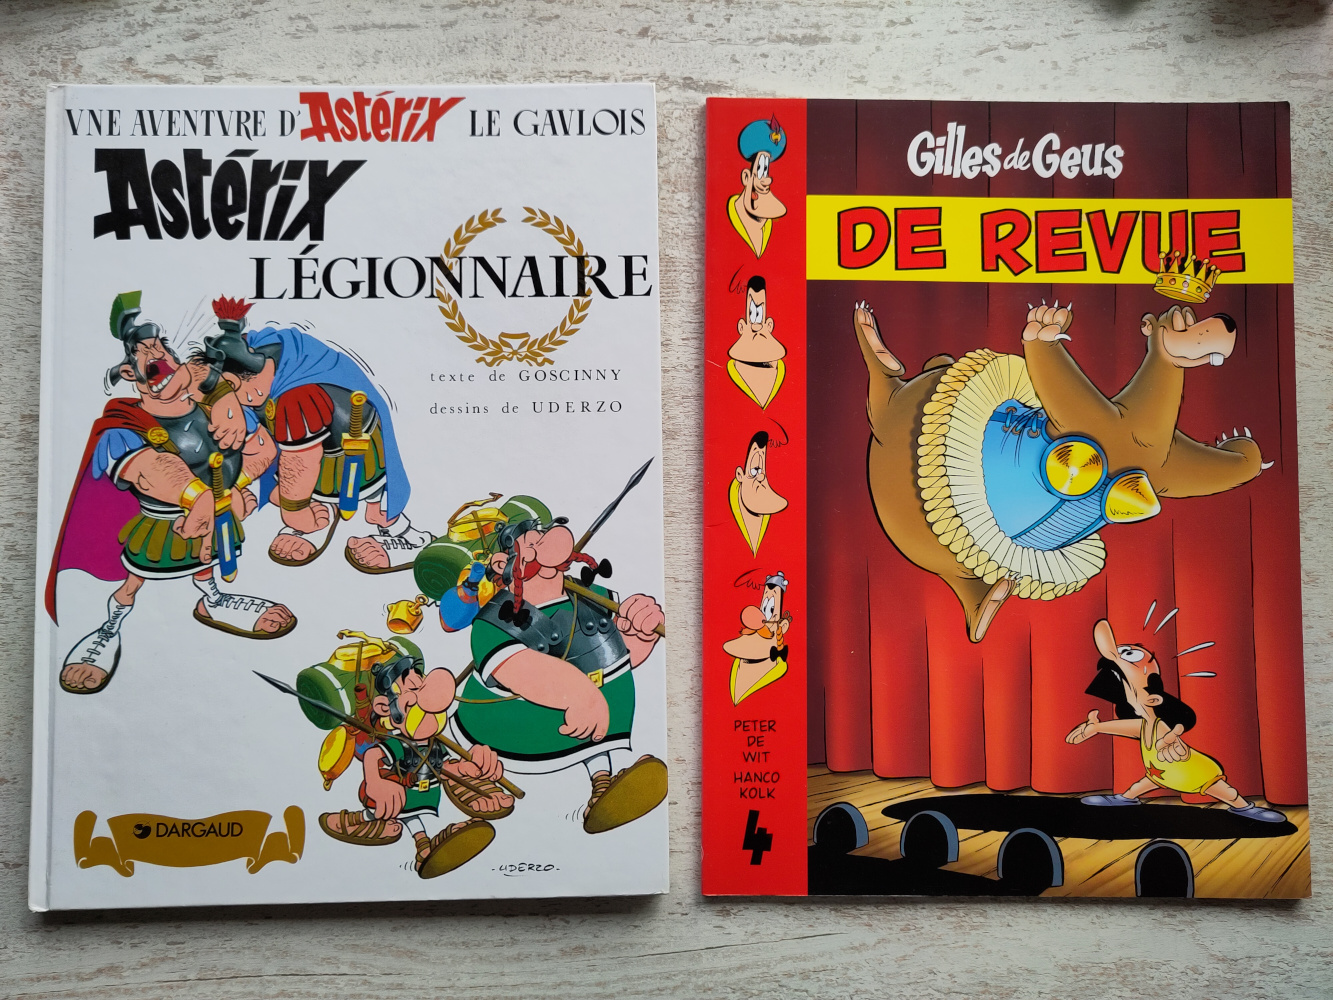 VNE AVENTVRE D'Astérix LE GAVLOIS
Astérix
LÉGIONNAIRE
texte de GOSCINNY
dessins de UDERZO
DARGAUD
-UDERZO-
Gilles de Geus
DE REVUE
PETER
DE
WIT
HANCO
KOLK
4